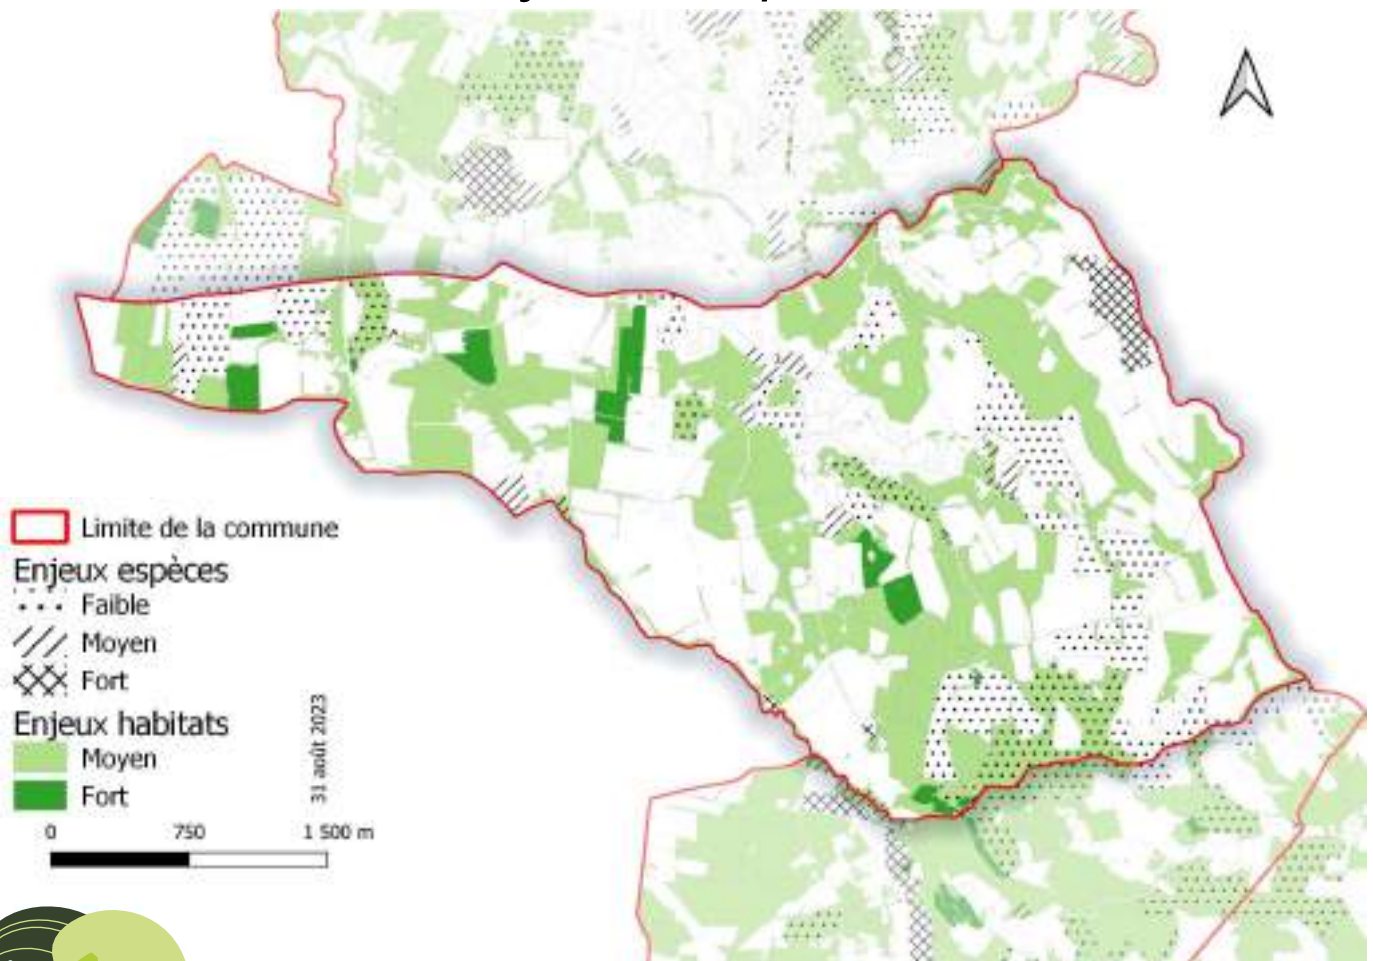 Limite de la commune
Enjeux espèces
Faible
Moyen
Fort
Enjeux habitats
Moyen
Fort
31 août 2023
0 750 1 500 m